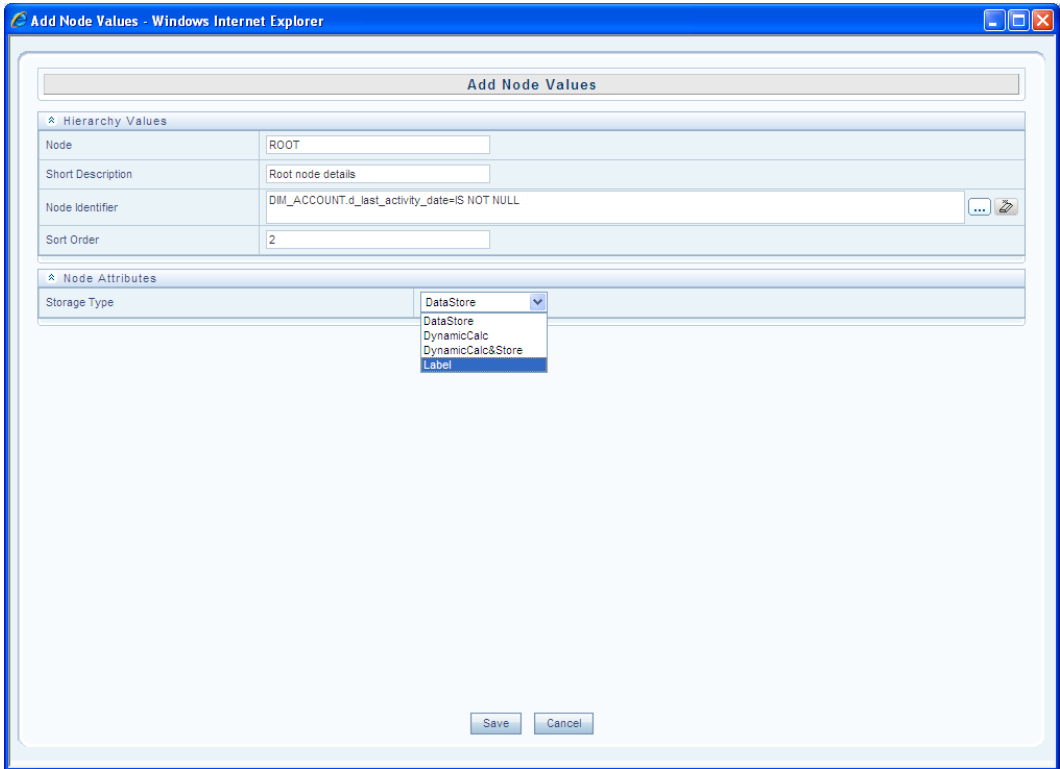 Add Node Values - Windows Internet Explorer
Add Node Values
Hierarchy Values
Node ROOT
Short Description Root node details
Node Identifier DIM_ACCOUNT.d_last_activity_date=IS NOT NULL ...
Sort Order 2
Node Attributes
Storage Type DataStore
DataStore
DynamicCalc
DynamicCalc&Store
Label
Save Cancel